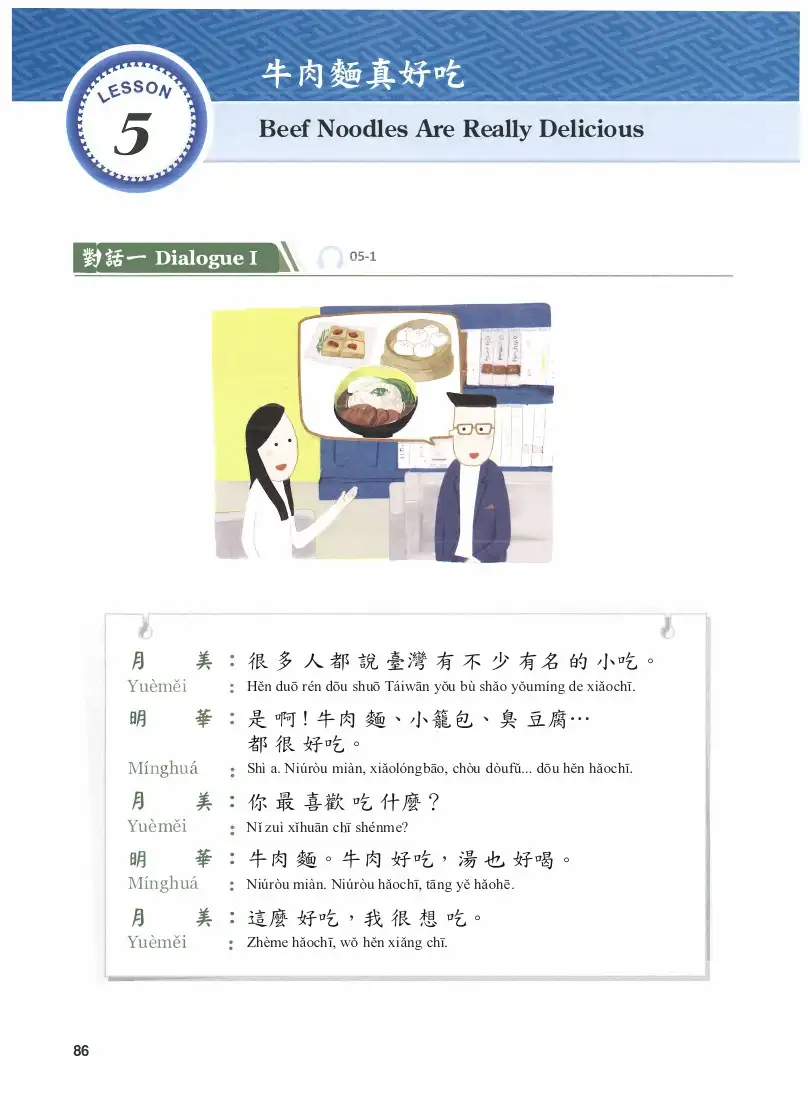 LESSON
5
牛肉麵真好吃
Beef Noodles Are Really Delicious
對話一 Dialogue I
05-1
月美：很多人都說臺灣有不少有名的小吃。
Yuèměi : Hěn duō rén dōu shuō Táiwān yǒu bù shǎo yǒumíng de xiǎochī.
明華：是啊！牛肉麵、小籠包、臭豆腐…
都很好吃。
Mínghuá : Shì a. Niúròu miàn, xiǎolóngbāo, chòu dòufǔ... dōu hěn hǎochī.
月美：你最喜歡吃什麼？
Yuèměi : Nǐ zuì xǐhuān chī shénme?
明華：牛肉麵。牛肉好吃，湯也好喝。
Mínghuá : Niúròu miàn. Niúròu hǎochī, tāng yě hǎohē.
月美：這麼好吃，我很想吃。
Yuèměi : Zhème hǎochī, wǒ hěn xiǎng chī.
86